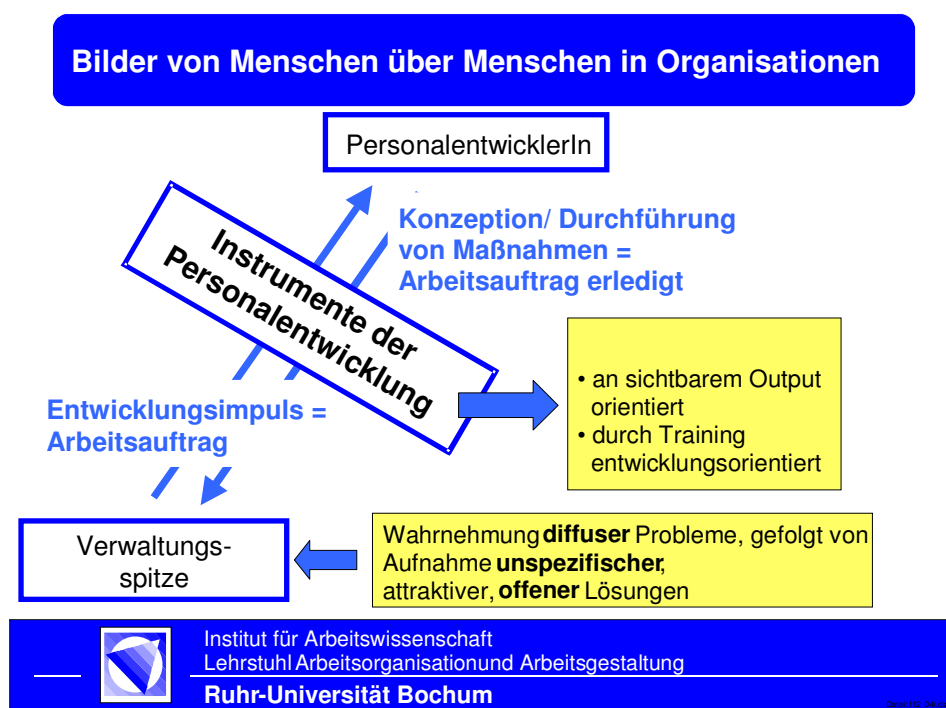 Bilder von Menschen über Menschen in Organisationen
PersonalentwicklerIn
Konzeption/ Durchführung
von Maßnahmen =
Arbeitsauftrag erledigt
Instrumente der
Personalentwicklung
• an sichtbarem Output
orientiert
• durch Training
entwicklungsorientiert
Entwicklungsimpuls =
Arbeitsauftrag
Verwaltungs-
spitze
Wahrnehmung diffuser Probleme, gefolgt von
Aufnahme unspezifischer,
attraktiver, offener Lösungen
Institut für Arbeitswissenschaft
Lehrstuhl Arbeitsorganisationund Arbeitsgestaltung
Ruhr-Universität Bochum